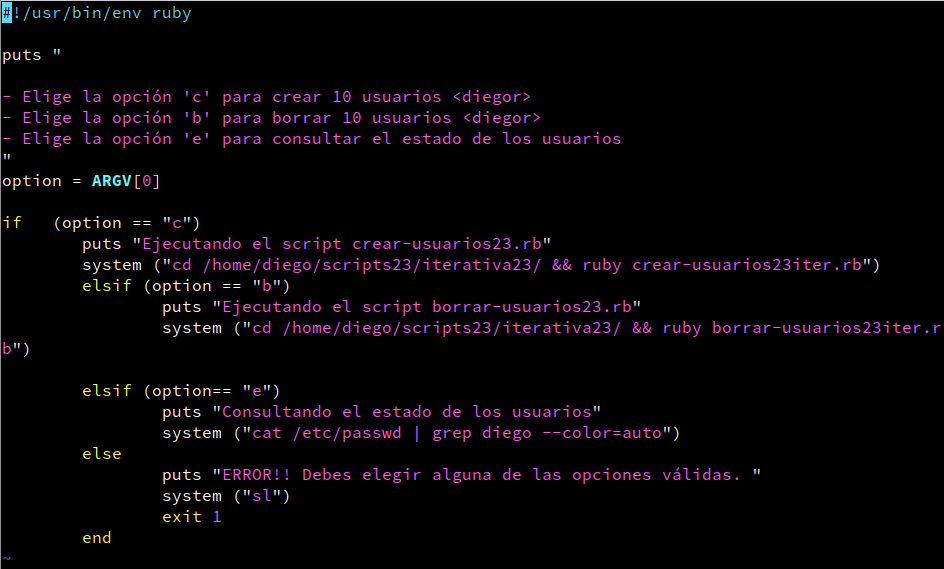 #!/usr/bin/env ruby
puts "
- Elige la opción 'c' para crear 10 usuarios <diegor>
- Elige la opción 'b' para borrar 10 usuarios <diegor>
- Elige la opción 'e' para consultar el estado de los usuarios
"
option = ARGV[0]
if   (option == "c")
        puts "Ejecutando el script crear-usuarios23.rb"
        system ("cd /home/diego/scripts23/iterativa23/ && ruby crear-usuarios23iter.rb")
        elsif (option == "b")
                puts "Ejecutando el script borrar-usuarios23.rb"
                system ("cd /home/diego/scripts23/iterativa23/ && ruby borrar-usuarios23iter.r
b")
        elsif (option== "e")
                puts "Consultando el estado de los usuarios"
                system ("cat /etc/passwd | grep diego --color=auto")
        else
                puts "ERROR!! Debes elegir alguna de las opciones válidas. "
                system ("sl")
                exit 1
        end
~